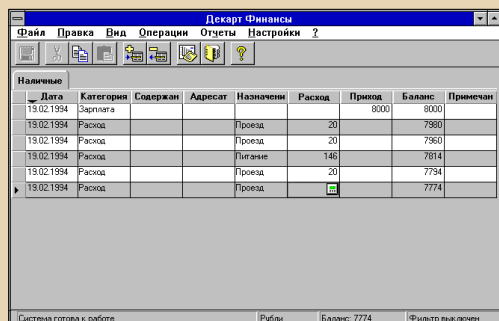 Декарт Финансы
Файл Правка Вид Операции Отчеты Настройки ?
Наличные
Дата Категория Содержан Адресат Назначени Расход Приход Баланс Примечан
19.02.1994 Зарплата 8000 8000
19.02.1994 Расход Проезд 20 7980
19.02.1994 Расход Проезд 20 7960
19.02.1994 Расход Питание 146 7814
19.02.1994 Расход Проезд 20 7794
19.02.1994 Расход Проезд 7774
Система готова к работе Рубли Баланс: 7774 Фильтр выключен